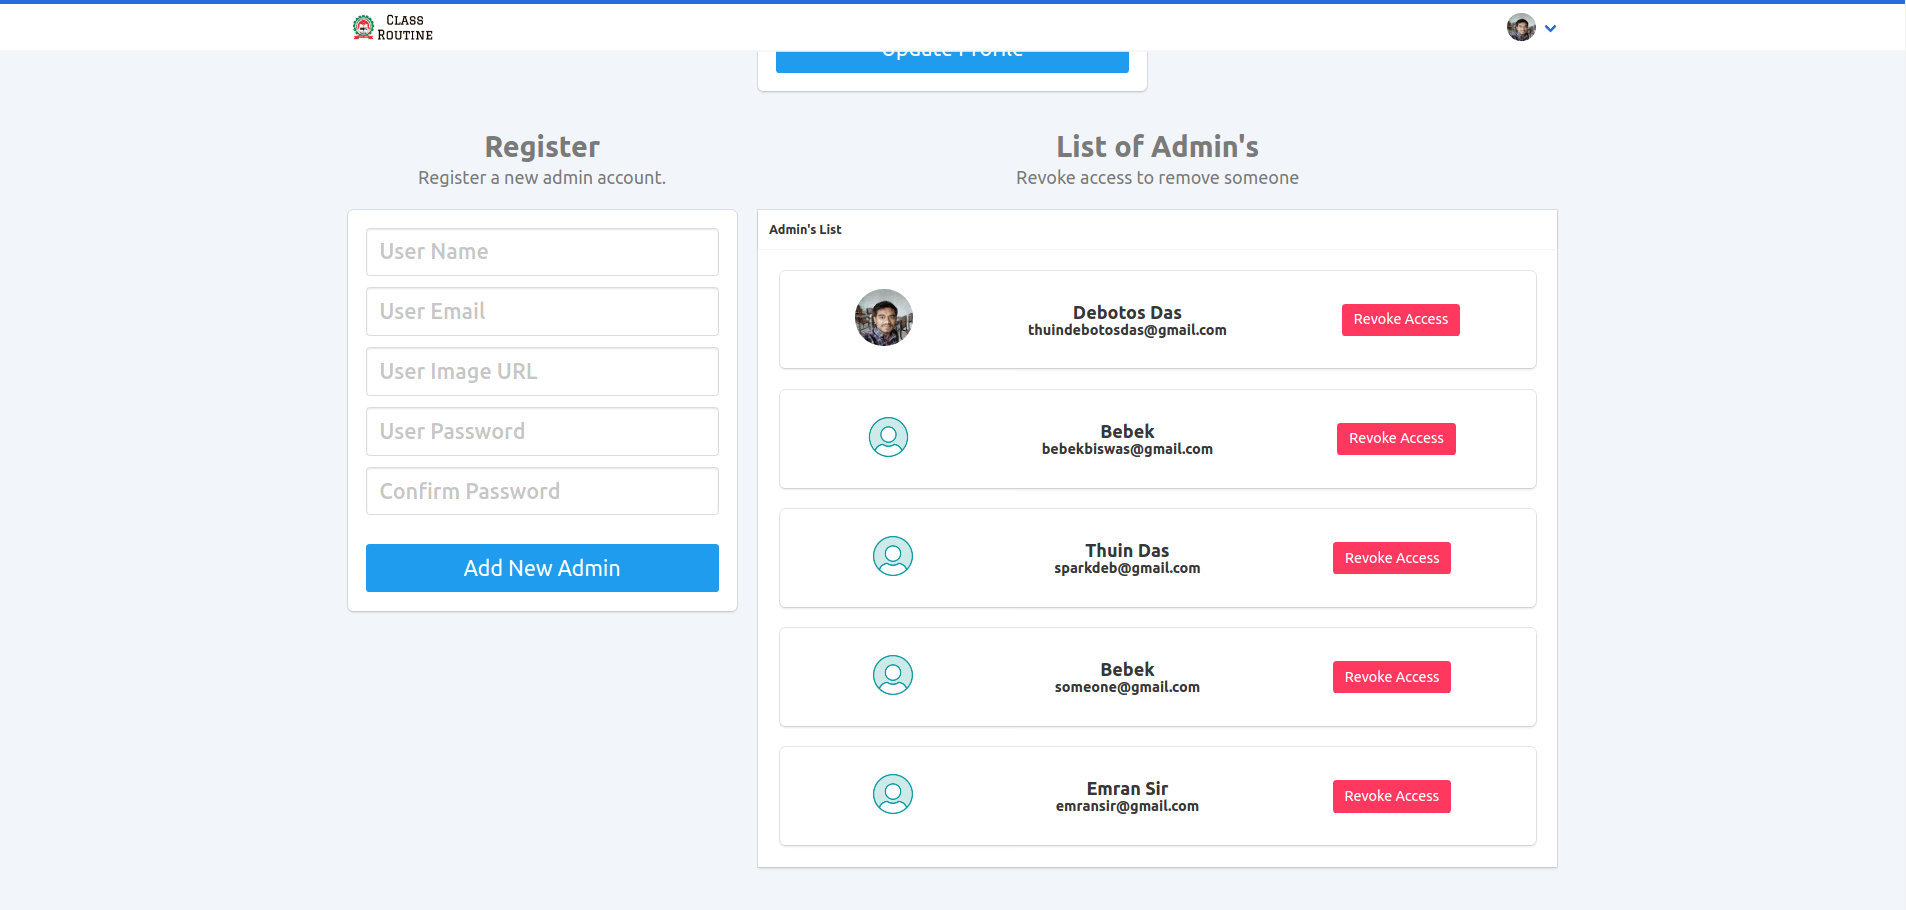 Class
Routine
Update Profile
Register
Register a new admin account.
User Name
User Email
User Image URL
User Password
Confirm Password
Add New Admin
List of Admin's
Revoke access to remove someone
Admin's List
Debotos Das
thuindebotosdas@gmail.com
Revoke Access
Bebek
bebekbiswas@gmail.com
Revoke Access
Thuin Das
sparkdeb@gmail.com
Revoke Access
Bebek
someone@gmail.com
Revoke Access
Emran Sir
emransir@gmail.com
Revoke Access